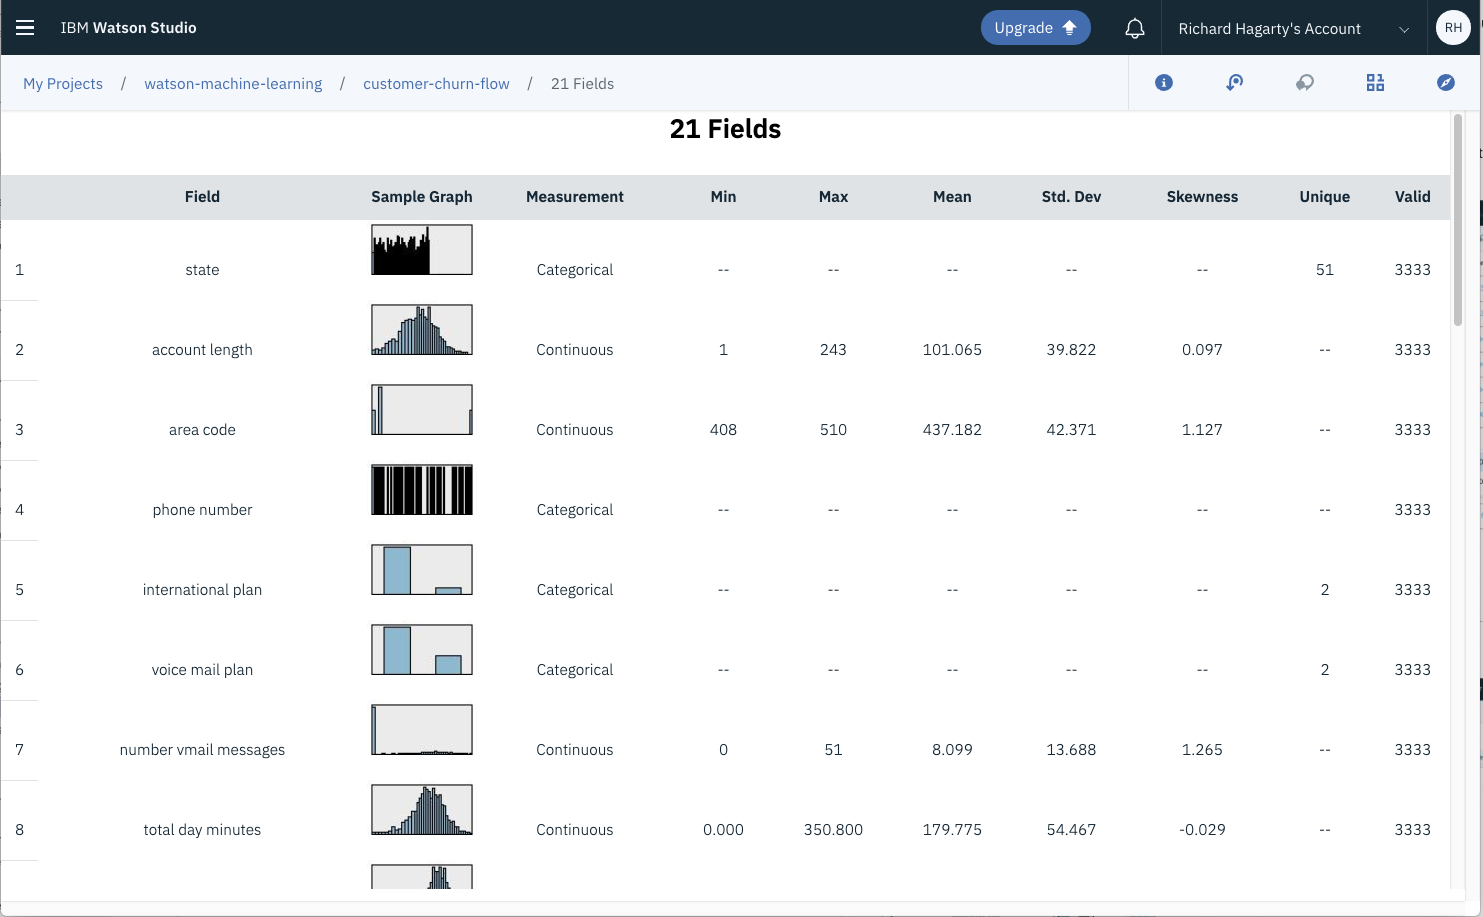 IBM Watson Studio Upgrade Richard Hagarty's Account RH
My Projects / watson-machine-learning / customer-churn-flow / 21 Fields
21 Fields
Field Sample Graph Measurement Min Max Mean Std. Dev Skewness Unique Valid
1 state Categorical -- -- -- -- -- 51 3333
2 account length Continuous 1 243 101.065 39.822 0.097 -- 3333
3 area code Continuous 408 510 437.182 42.371 1.127 -- 3333
4 phone number Categorical -- -- -- -- -- -- 3333
5 international plan Categorical -- -- -- -- -- 2 3333
6 voice mail plan Categorical -- -- -- -- -- 2 3333
7 number vmail messages Continuous 0 51 8.099 13.688 1.265 -- 3333
8 total day minutes Continuous 0.000 350.800 179.775 54.467 -0.029 -- 3333